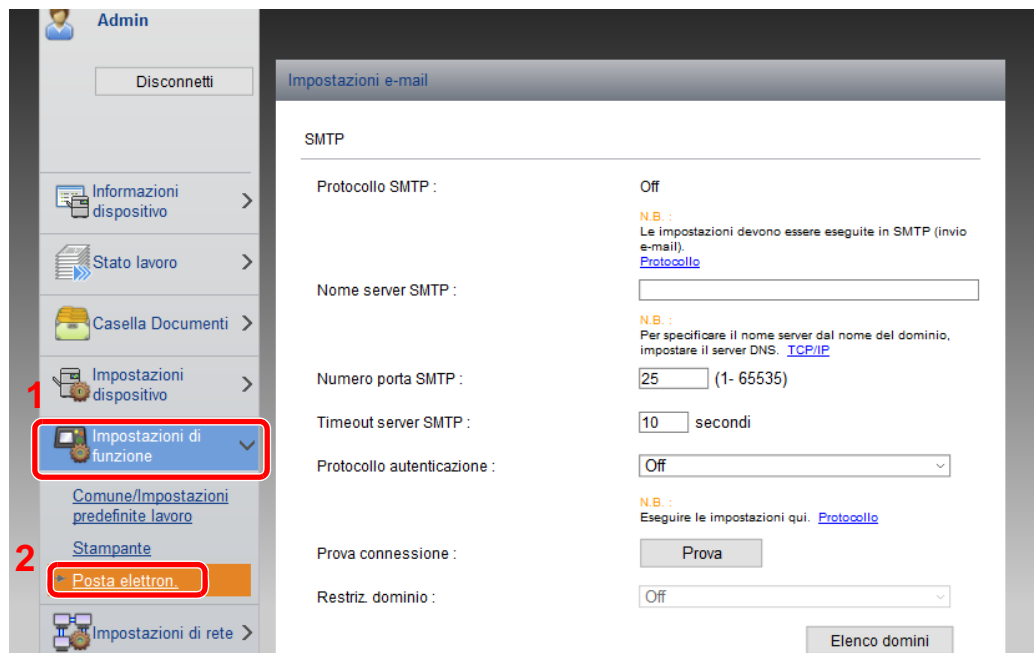 Admin
Disconnetti
Informazioni
dispositivo
Stato lavoro
Casella Documenti
Impostazioni
dispositivo
1
Impostazioni di
funzione
Comune/Impostazioni
predefinite lavoro
Stampante
2
Posta elettron.
Impostazioni di rete
Impostazioni e-mail
SMTP
Protocollo SMTP : Off
N.B. :
Le impostazioni devono essere eseguite in SMTP (invio
e-mail).
Protocollo
Nome server SMTP :
N.B. :
Per specificare il nome server dal nome del dominio,
impostare il server DNS. TCP/IP
Numero porta SMTP : 25 (1- 65535)
Timeout server SMTP : 10 secondi
Protocollo autenticazione : Off
N.B. :
Eseguire le impostazioni qui. Protocollo
Prova connessione : Prova
Restriz. dominio : Off
Elenco domini